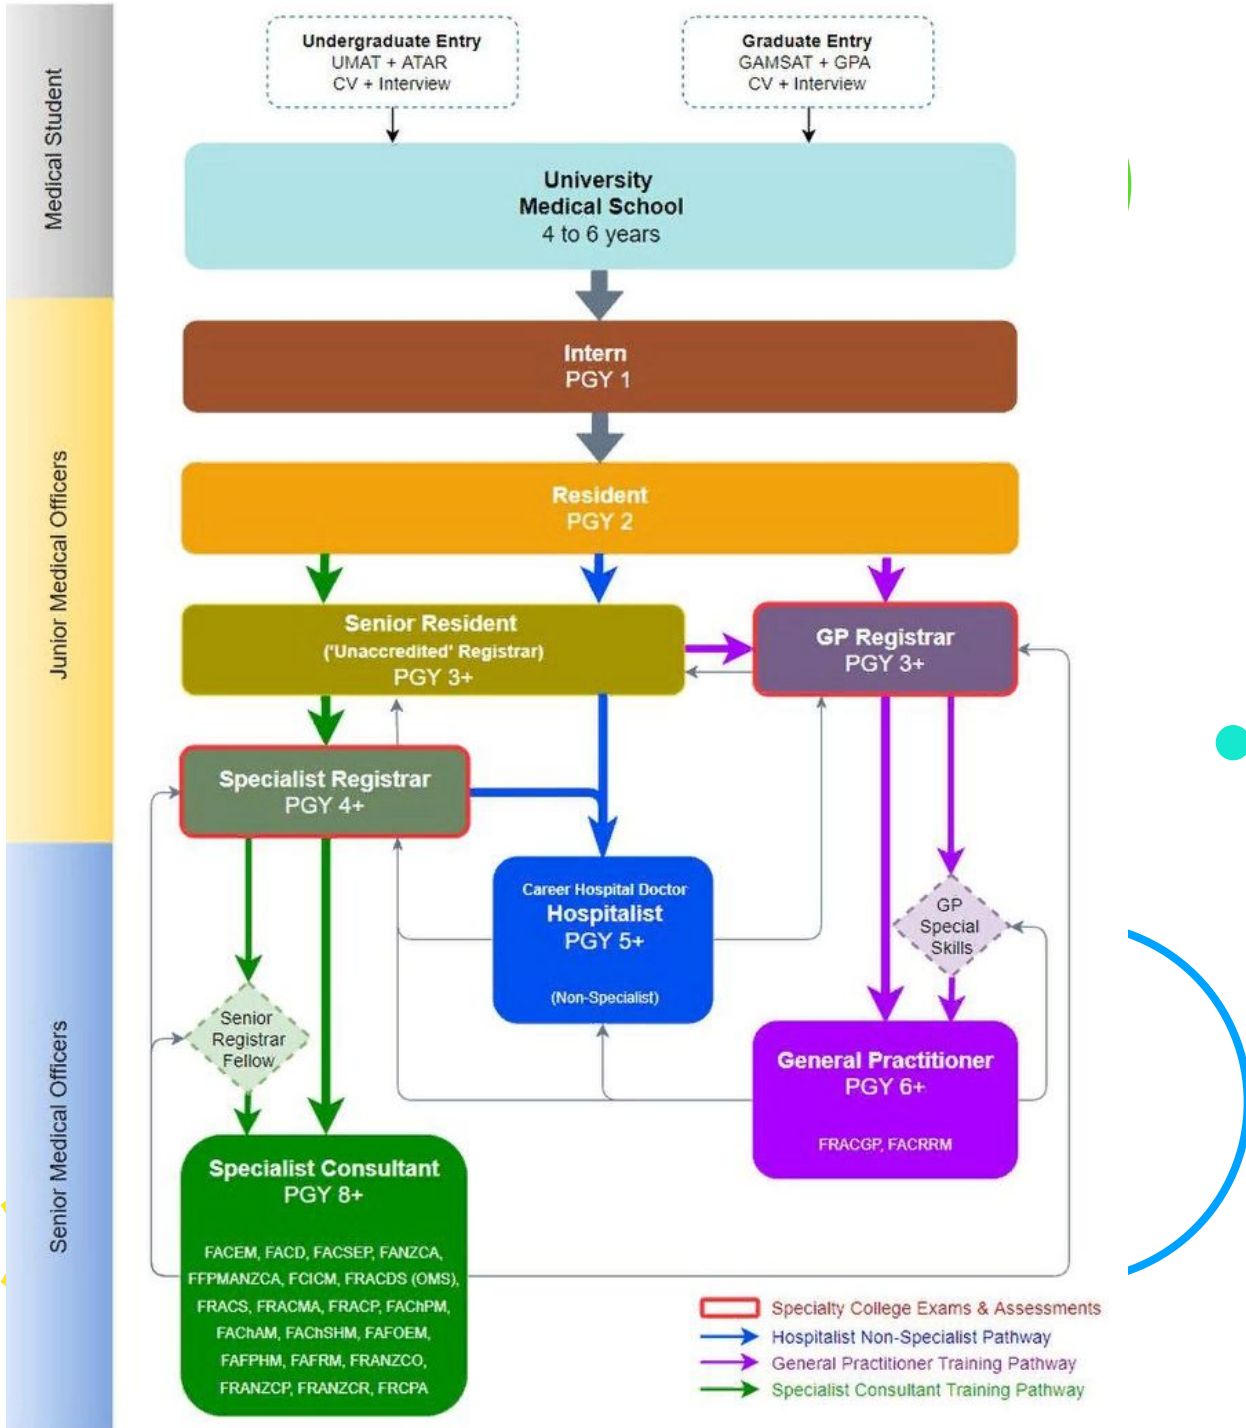 Medical Student
Junior Medical Officers
Senior Medical Officers
Undergraduate Entry
UMAT + ATAR
CV + Interview
Graduate Entry
GAMSAT + GPA
CV + Interview
University
Medical School
4 to 6 years
Intern
PGY 1
Resident
PGY 2
Senior Resident
('Unaccredited' Registrar)
PGY 3+
GP Registrar
PGY 3+
Specialist Registrar
PGY 4+
Career Hospital Doctor
Hospitalist
PGY 5+
(Non-Specialist)
GP
Special
Skills
Senior
Registrar
Fellow
General Practitioner
PGY 6+
FRACGP, FACRRM
Specialist Consultant
PGY 8+
FACEM, FACD, FACSEP, FANZCA,
FFPMANZCA, FCICM, FRACDS (OMS),
FRACS, FRACMA, FRACP, FAChPM,
FAChAM, FAChSHM, FAFOEM,
FAFPHM, FAFRM, FRANZCO,
FRANZCP, FRANZCR, FRCPA
Specialty College Exams & Assessments
Hospitalist Non-Specialist Pathway
General Practitioner Training Pathway
Specialist Consultant Training Pathway